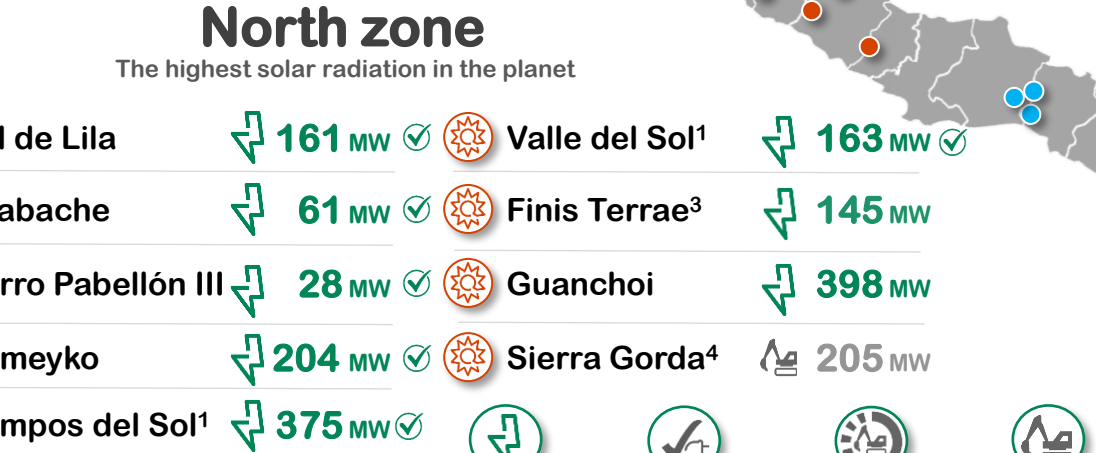 North zone
The highest solar radiation in the planet
l de Lila 161 MW
Valle del Sol¹ 163 MW
abache 61 MW
Finis Terrae³ 145 MW
rro Pabellón III 28 MW
Guanchoi 398 MW
meyko 204 MW
Sierra Gorda⁴ 205 MW
mpos del Sol¹ 375 MW